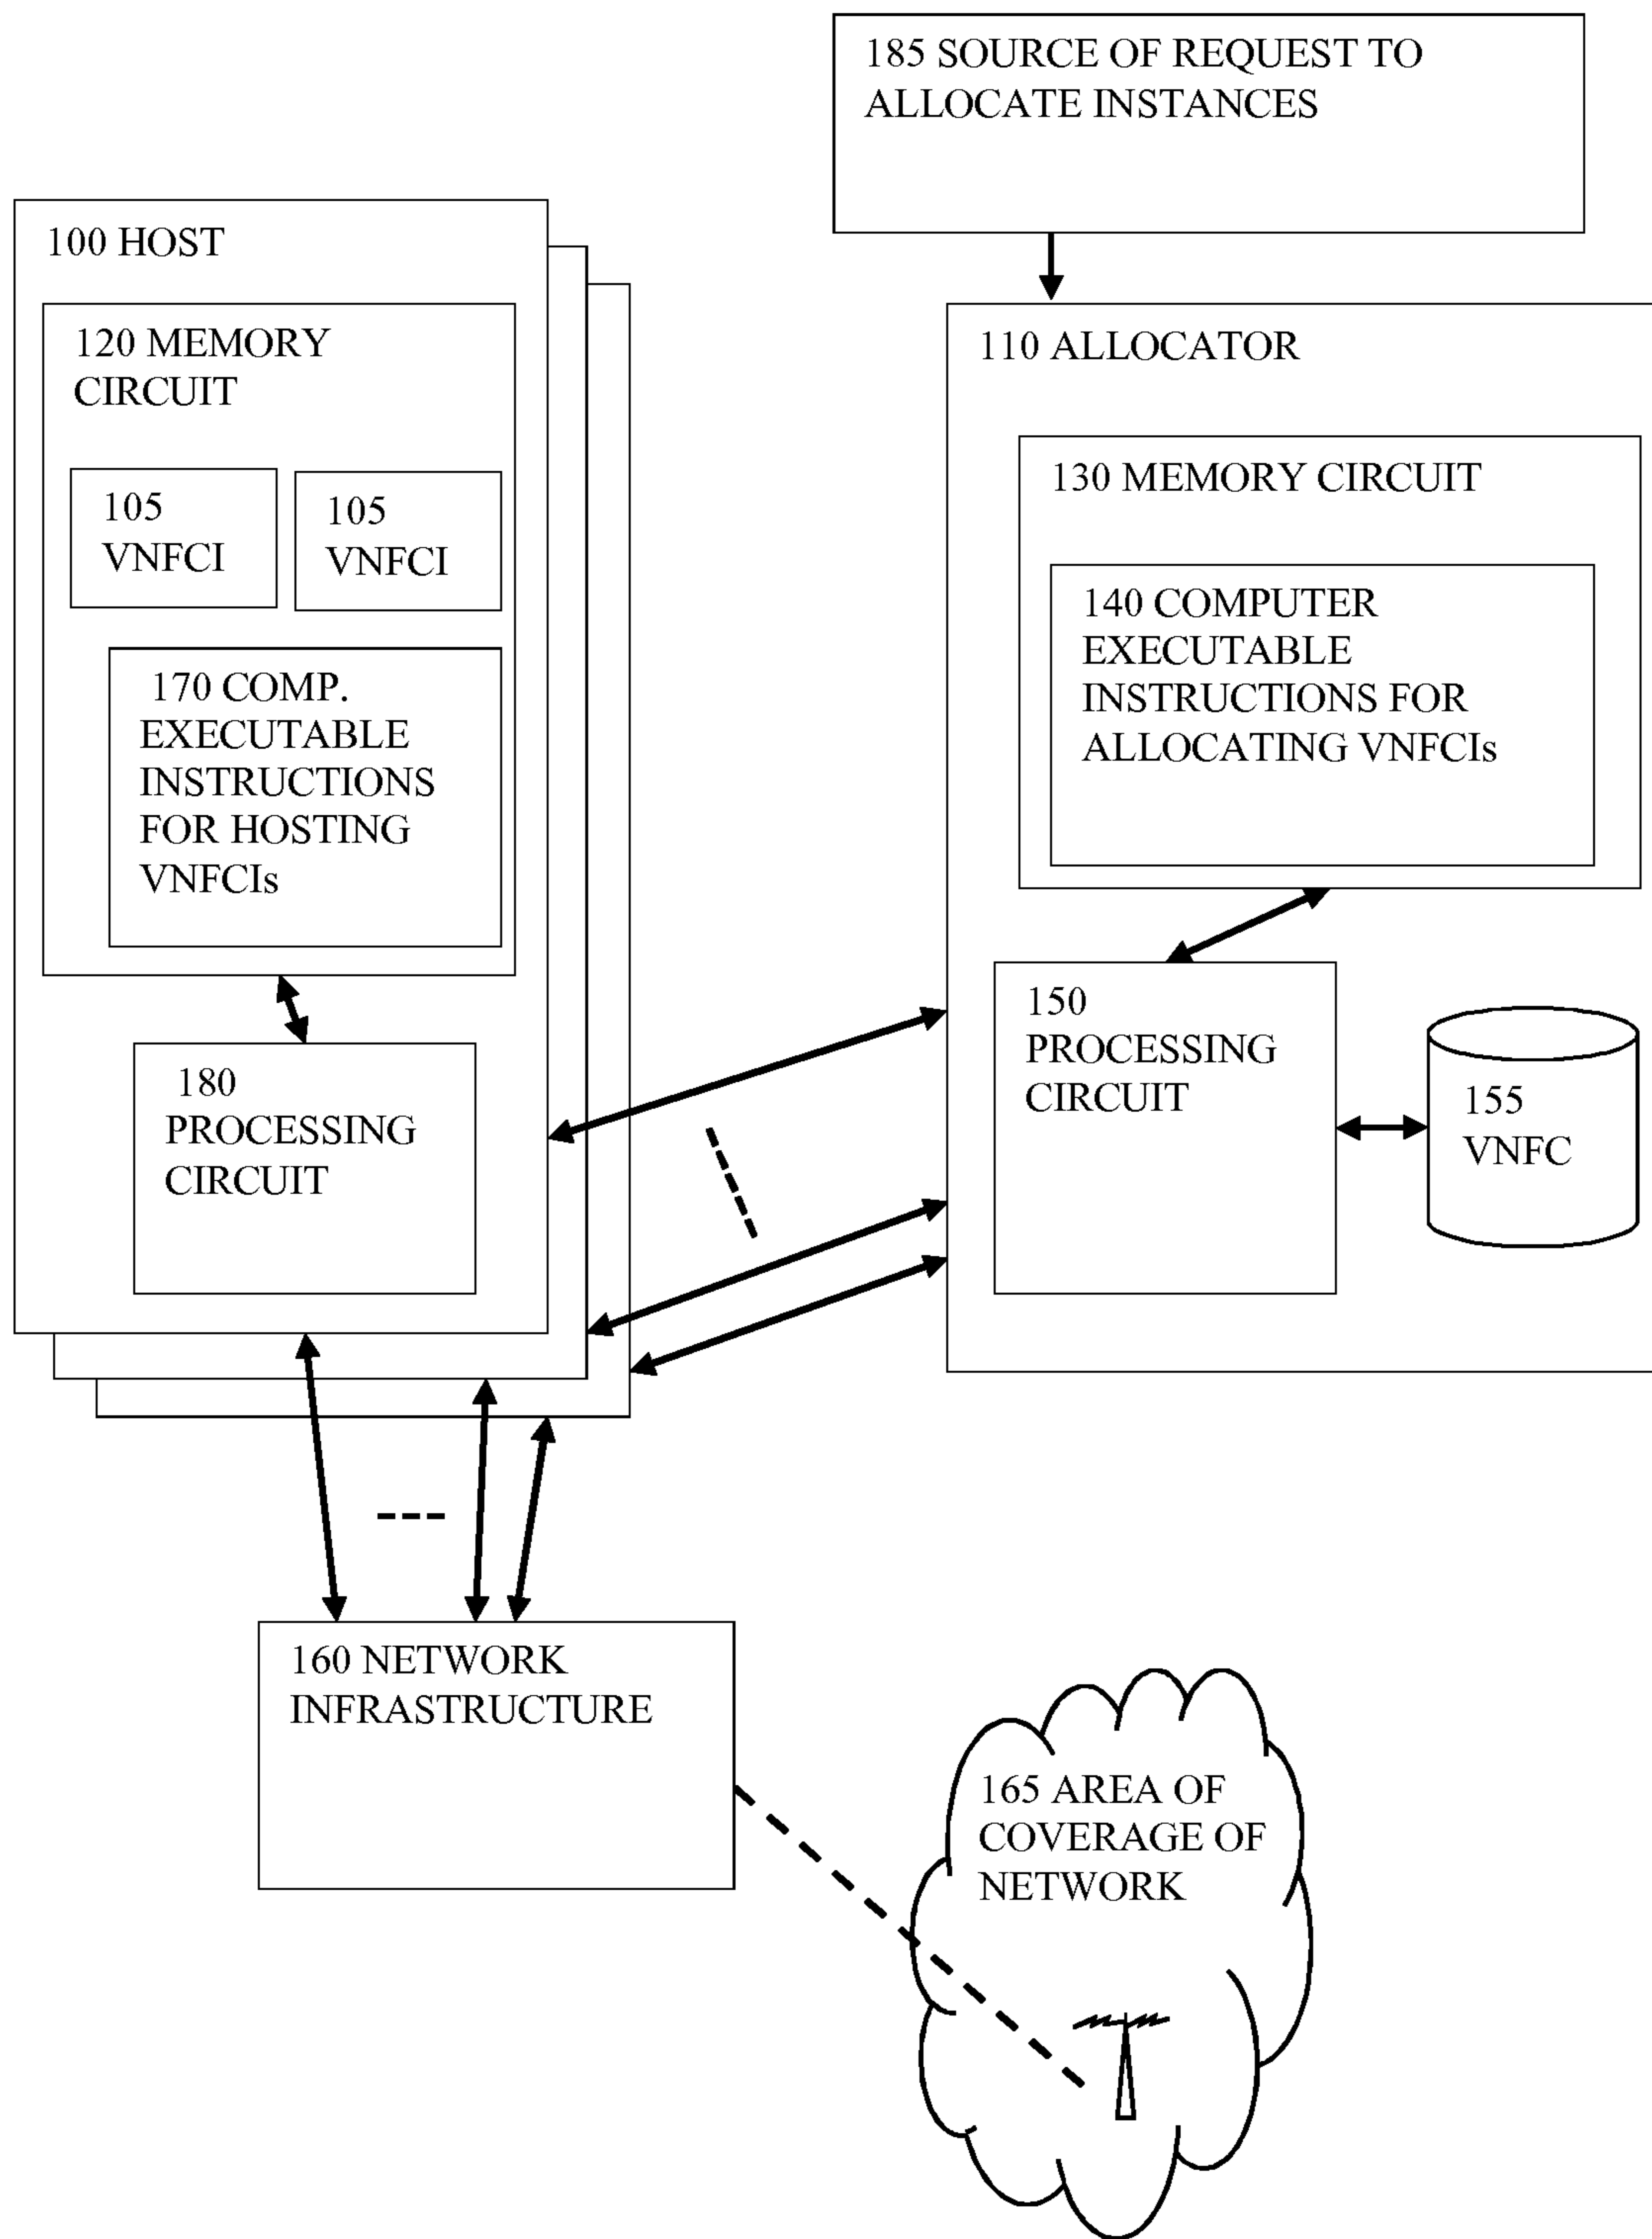 185 SOURCE OF REQUEST TO
ALLOCATE INSTANCES
100 HOST
120 MEMORY
CIRCUIT
105
VNFCI
105
VNFCI
170 COMP.
EXECUTABLE
INSTRUCTIONS
FOR HOSTING
VNFCIs
180
PROCESSING
CIRCUIT
110 ALLOCATOR
130 MEMORY CIRCUIT
140 COMPUTER
EXECUTABLE
INSTRUCTIONS FOR
ALLOCATING VNFCIs
150
PROCESSING
CIRCUIT
155
VNFC
160 NETWORK
INFRASTRUCTURE
165 AREA OF
COVERAGE OF
NETWORK